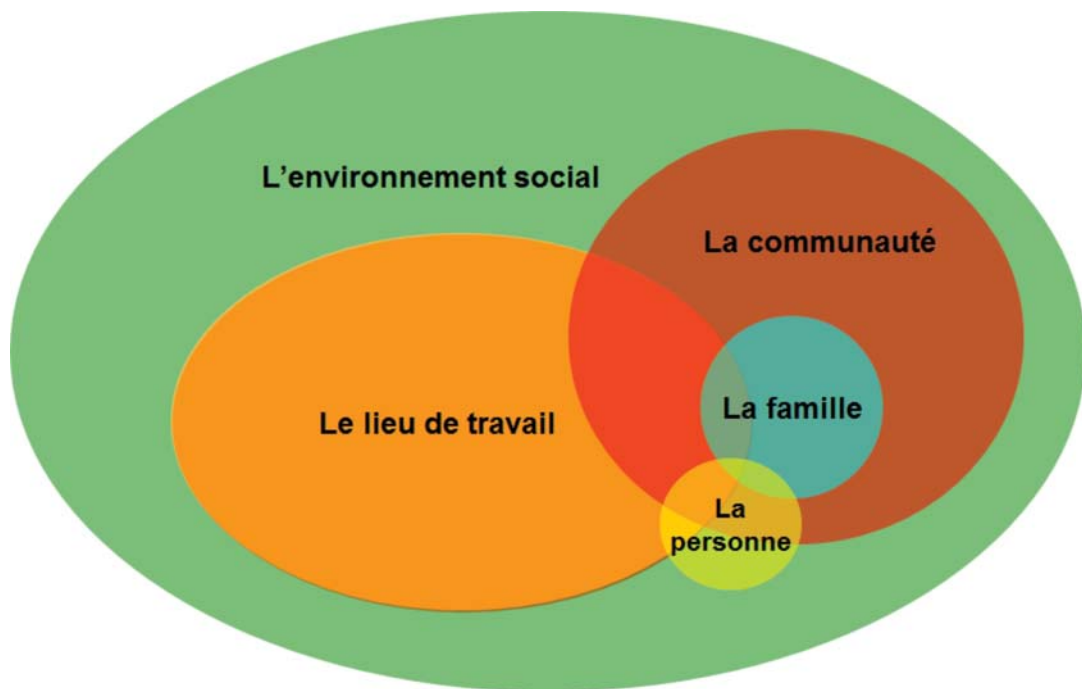 L'environnement social
La communauté
La famille
Le lieu de travail
La
personne